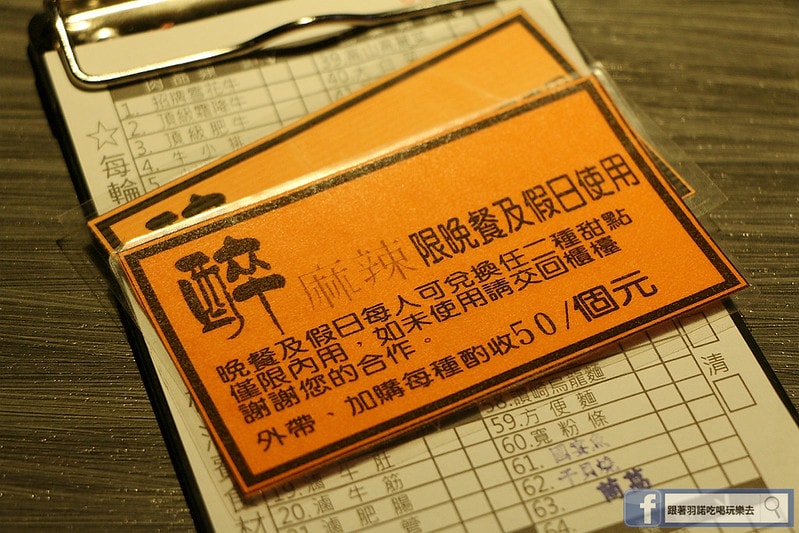 1. 招牌雪花牛
2. 頂級霜降牛
3. 頂級肥牛
4. 牛小排
5.
☆每輪
醉 麻辣 限晚餐及假日使用
晚餐及假日每人可兌換任一種甜點
僅限內用，如未使用請交回櫃檯
謝謝您的合作。
外帶、加購每種酌收50/個元
清
59. 方便麵
60. 寬粉條
61.
62.
63.
64.
19. 滷牛肚
20. 滷牛筋
滷肥腸
材
f 跟著羽諾吃喝玩樂去